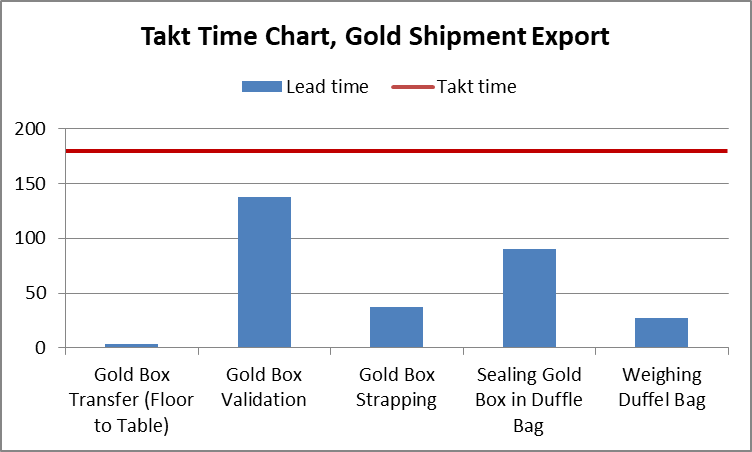 Takt Time Chart, Gold Shipment Export
Lead time
Takt time
200
150
100
50
0
Gold Box
Transfer (Floor
to Table)
Gold Box
Validation
Gold Box
Strapping
Sealing Gold
Box in Duffle
Bag
Weighing
Duffel Bag